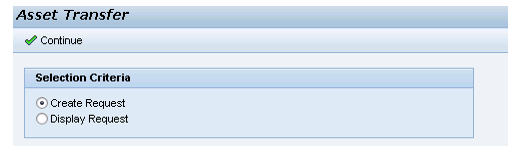 Asset Transfer
Continue
Selection Criteria
Create Request
Display Request